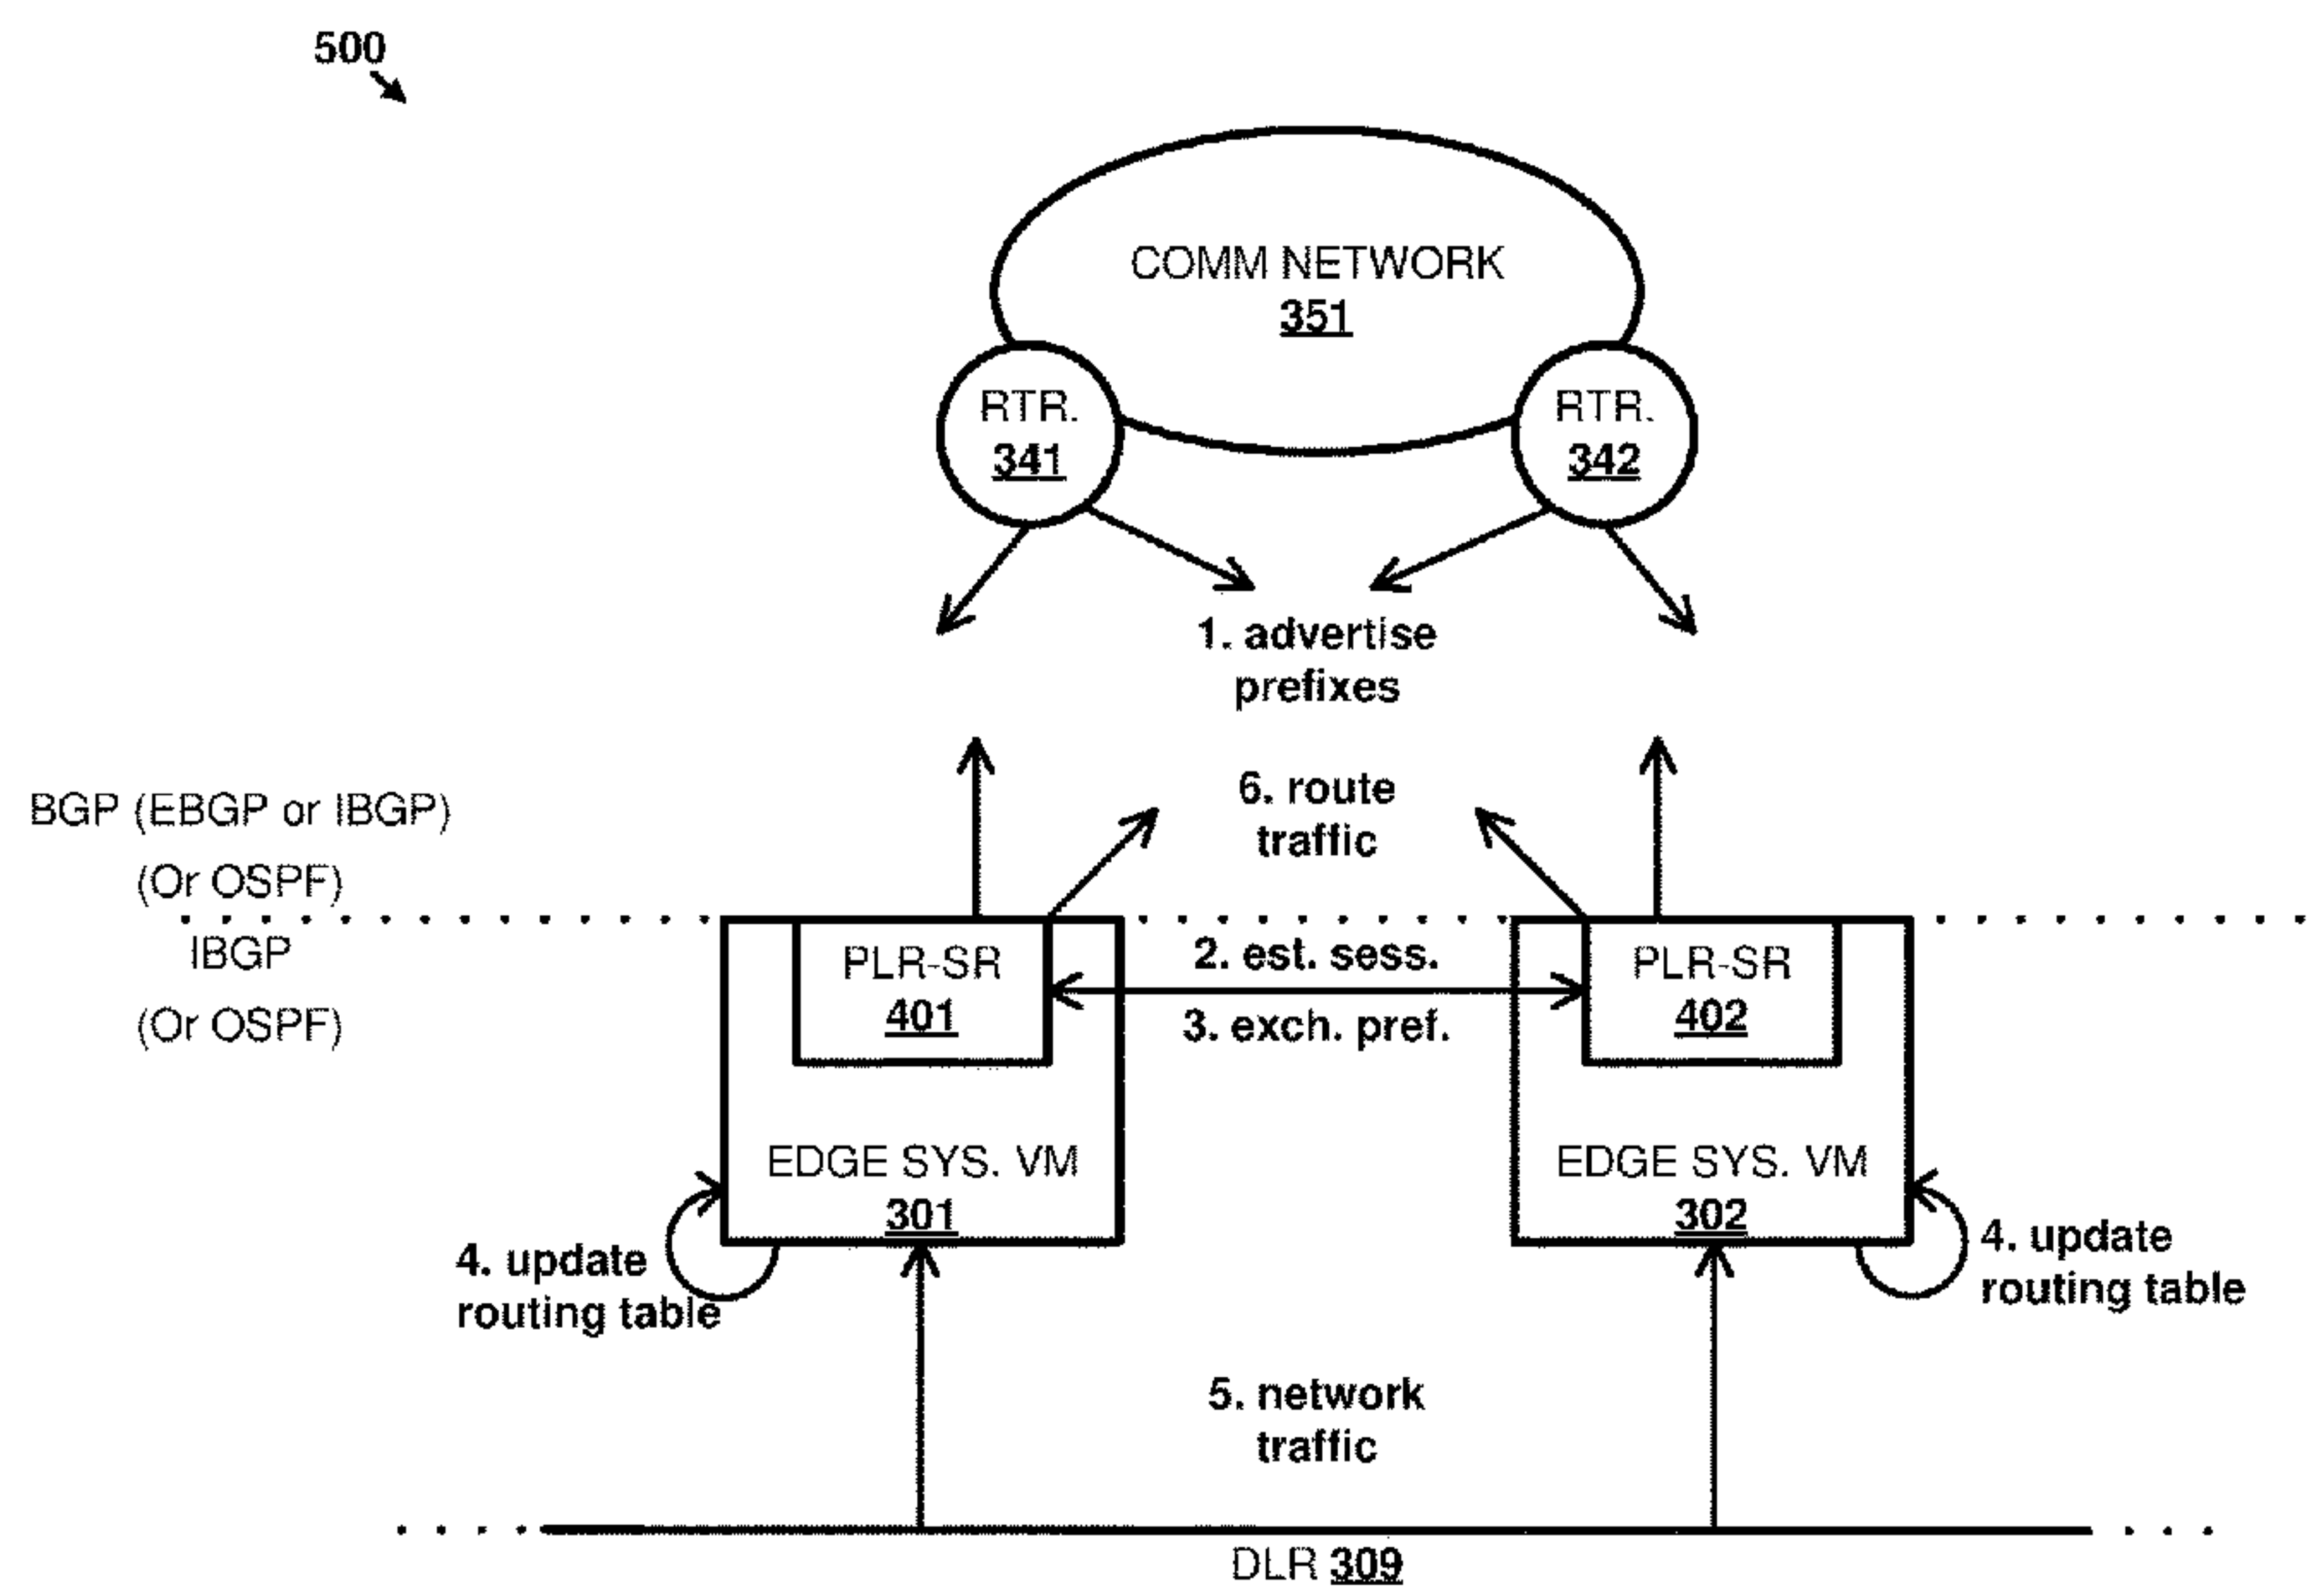 500
COMM NETWORK
351
RTR.
341
RTR.
342
1. advertise
prefixes
6. route
traffic
BGP (EBGP or IBGP)
(Or OSPF)
IBGP
(Or OSPF)
PLR-SR
401
2. est. sess.
3. exch. pref.
PLR-SR
402
EDGE SYS. VM
301
EDGE SYS. VM
302
4. update
routing table
4. update
routing table
5. network
traffic
DLR 309